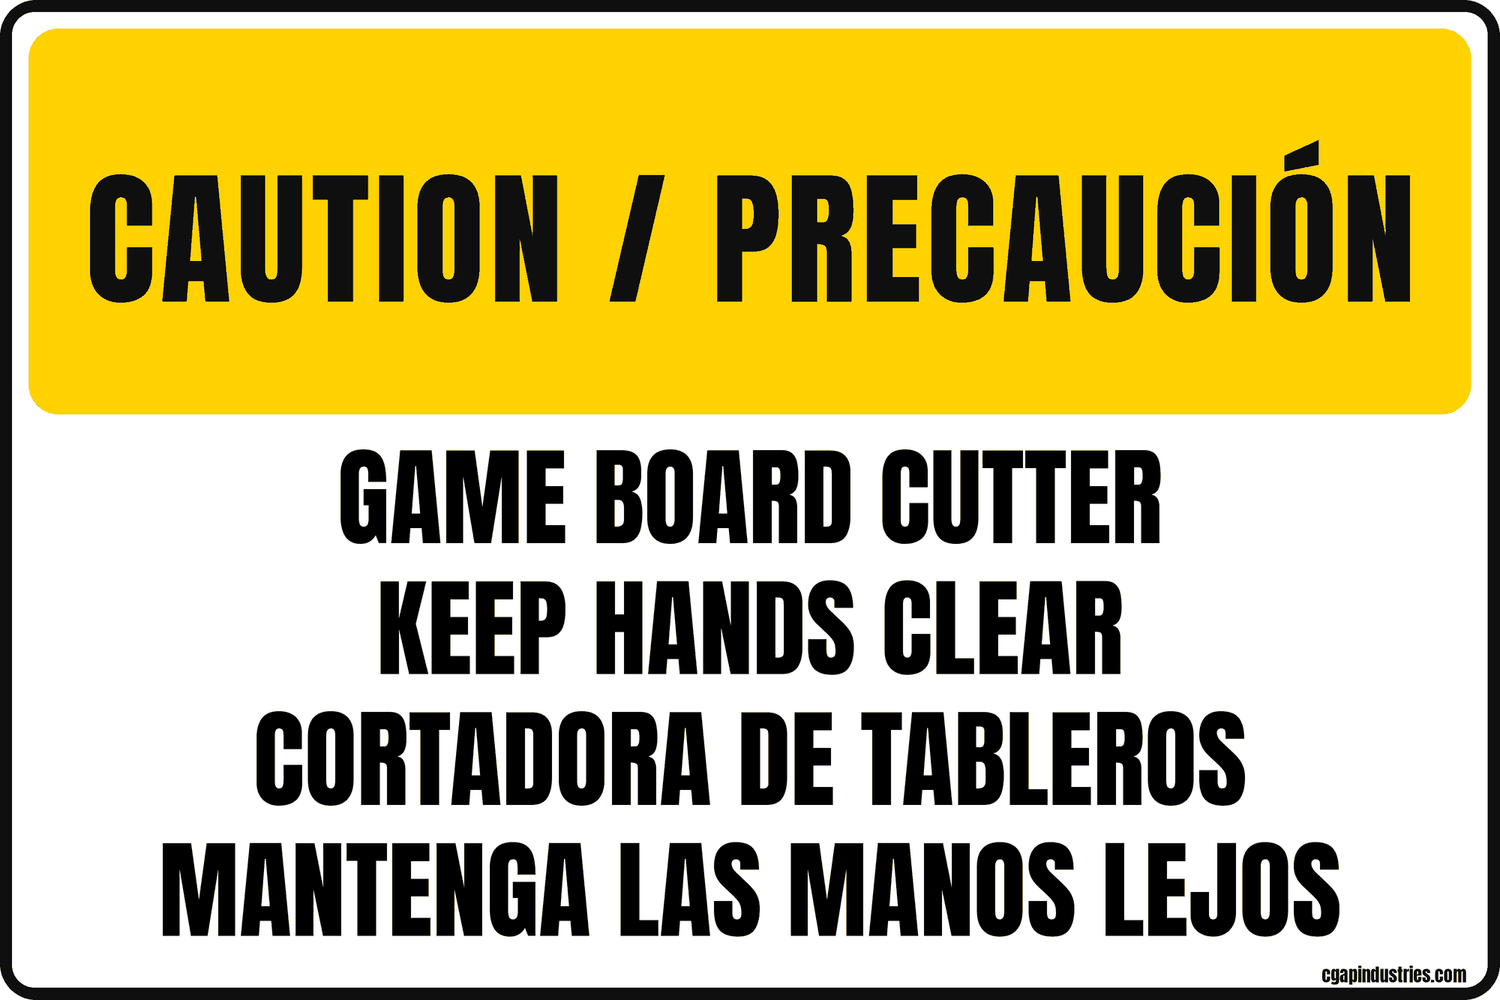 CAUTION / PRECAUCIÓN
GAME BOARD CUTTER
KEEP HANDS CLEAR
CORTADORA DE TABLEROS
MANTENGA LAS MANOS LEJOS
cgapindustries.com